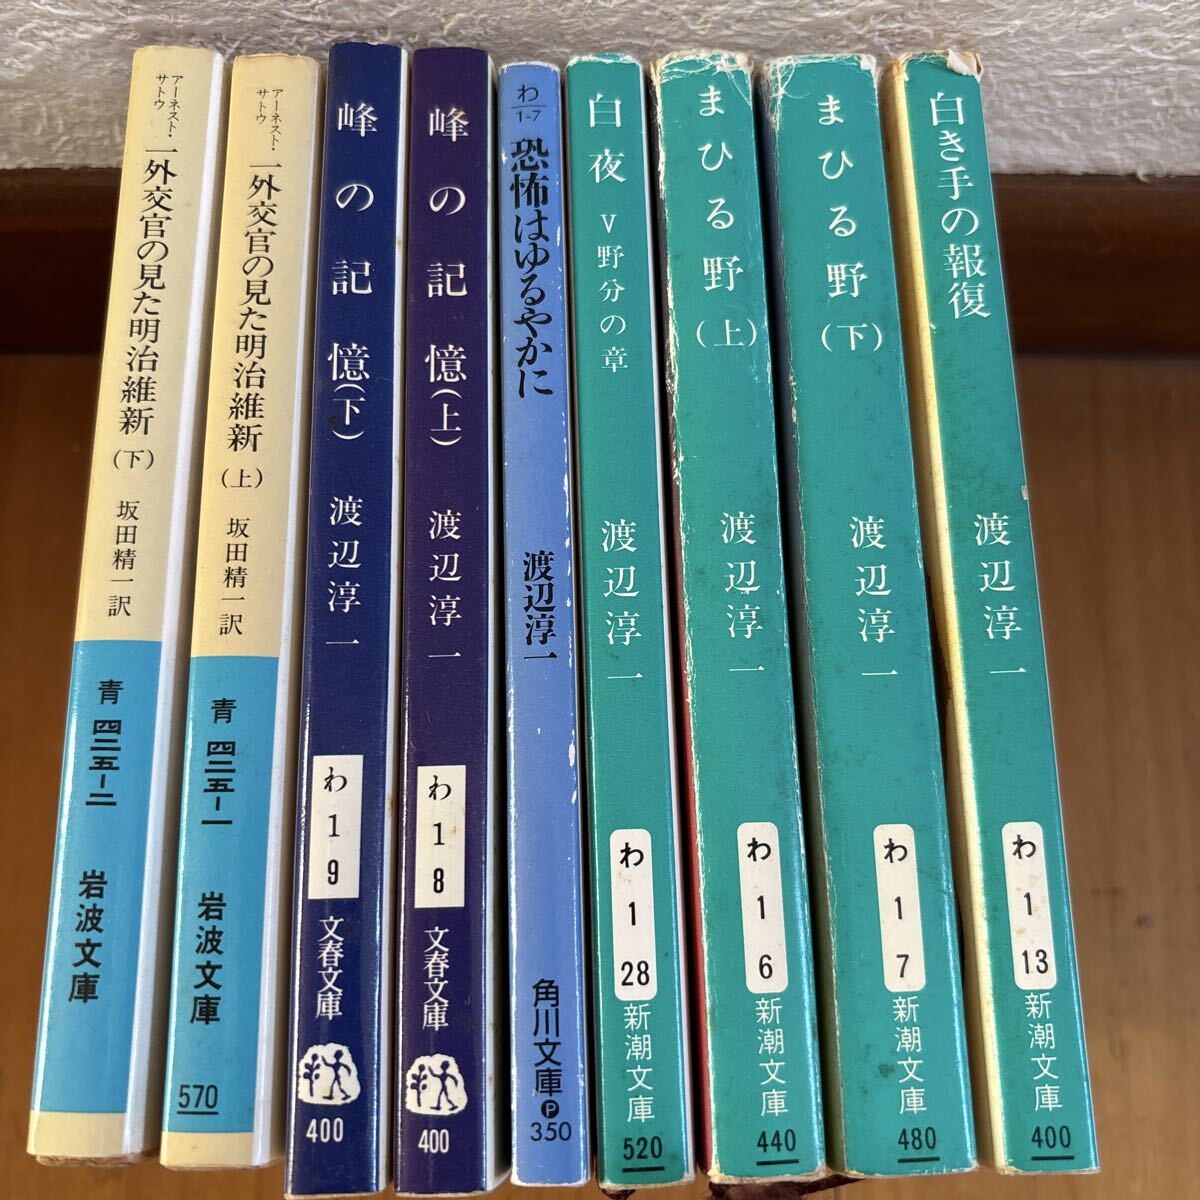 アーネスト・サトウ
一外交官の見た明治維新(下)
坂田精一訳
青四二五-二
岩波文庫
アーネスト・サトウ
一外交官の見た明治維新(上)
坂田精一訳
青四二五-一
岩波文庫
570
峰の記憶(下)
渡辺淳一
わ
1
9
文春文庫
400
峰の記憶(上)
渡辺淳一
わ
1
8
文春文庫
400
わ
1-7
恐怖はゆるやかに
渡辺淳一
角川文庫
P
350
白夜 V野分の章
渡辺淳一
わ
1
28
新潮文庫
520
まひる野(上)
渡辺淳一
わ
1
6
新潮文庫
440
まひる野(下)
渡辺淳一
わ
1
7
新潮文庫
480
白き手の報復
渡辺淳一
わ
1
13
新潮文庫
400